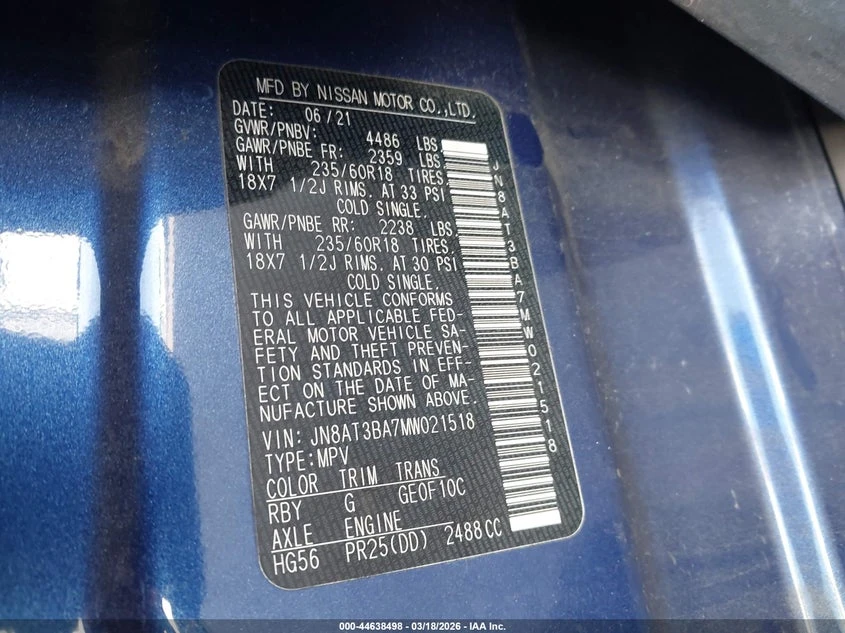 MFD BY NISSAN MOTOR CO.,LTD.
DATE: 06/21
GVWR/PNBV: 4486 LBS.
GAWR/PNBE FR: 2359 LBS.
WITH 235/60R18 TIRES.
18X7 1/2J RIMS. AT 33 PSI
COLD SINGLE.
GAWR/PNBE RR: 2238 LBS.
WITH 235/60R18 TIRES.
18X7 1/2J RIMS. AT 30 PSI
COLD SINGLE.
THIS VEHICLE CONFORMS
TO ALL APPLICABLE FED-
ERAL MOTOR VEHICLE SA-
FETY AND THEFT PREVEN-
TION STANDARDS IN EFF-
ECT ON THE DATE OF MA-
NUFACTURE SHOWN ABOVE.
VIN: JN8AT3BA7MW021518
TYPE:MPV
COLOR TRIM TRANS
RBY G GE0F10C
AXLE ENGINE
HG56 PR25(DD) 2488CC
JN8AT3BA7MW021518
000-44638498 - 03/18/2026 - IAA Inc.